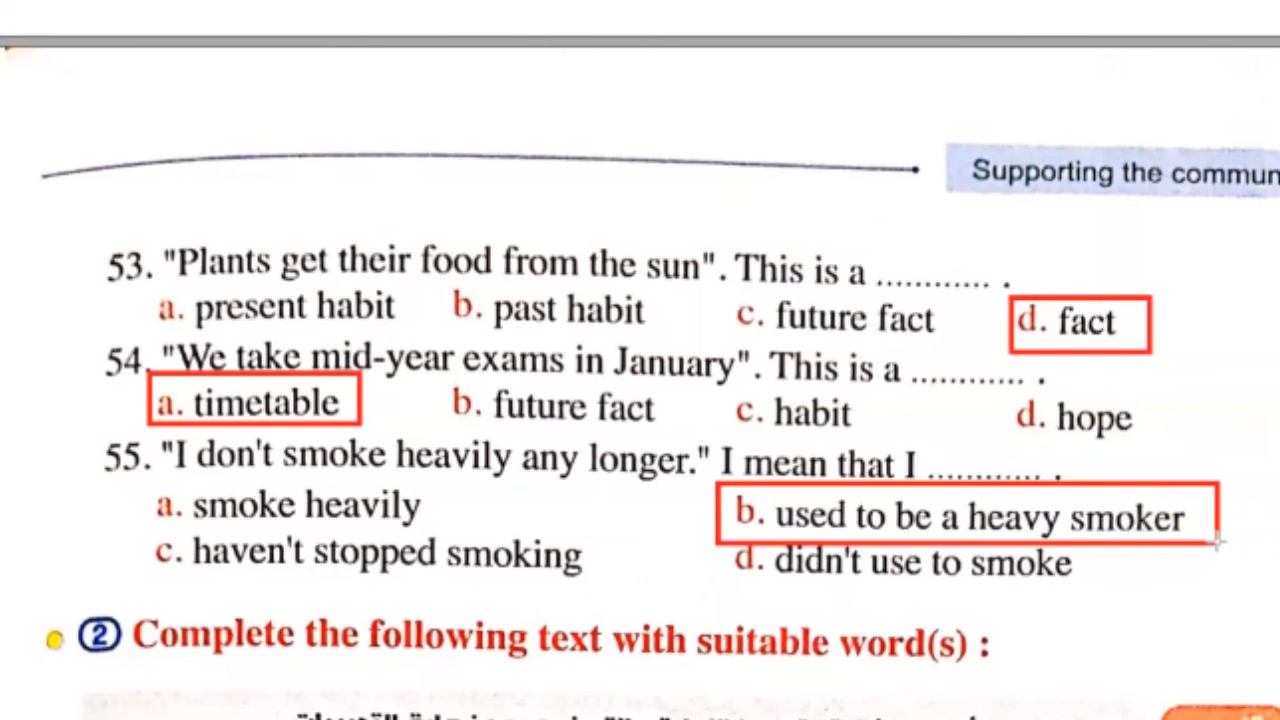 Supporting the commun
53. "Plants get their food from the sun". This is a ............ .
a. present habit b. past habit c. future fact d. fact
54. "We take mid-year exams in January". This is a ............ .
a. timetable b. future fact c. habit d. hope
55. "I don't smoke heavily any longer." I mean that I ............ .
a. smoke heavily b. used to be a heavy smoker
c. haven't stopped smoking d. didn't use to smoke
2 Complete the following text with suitable word(s) :